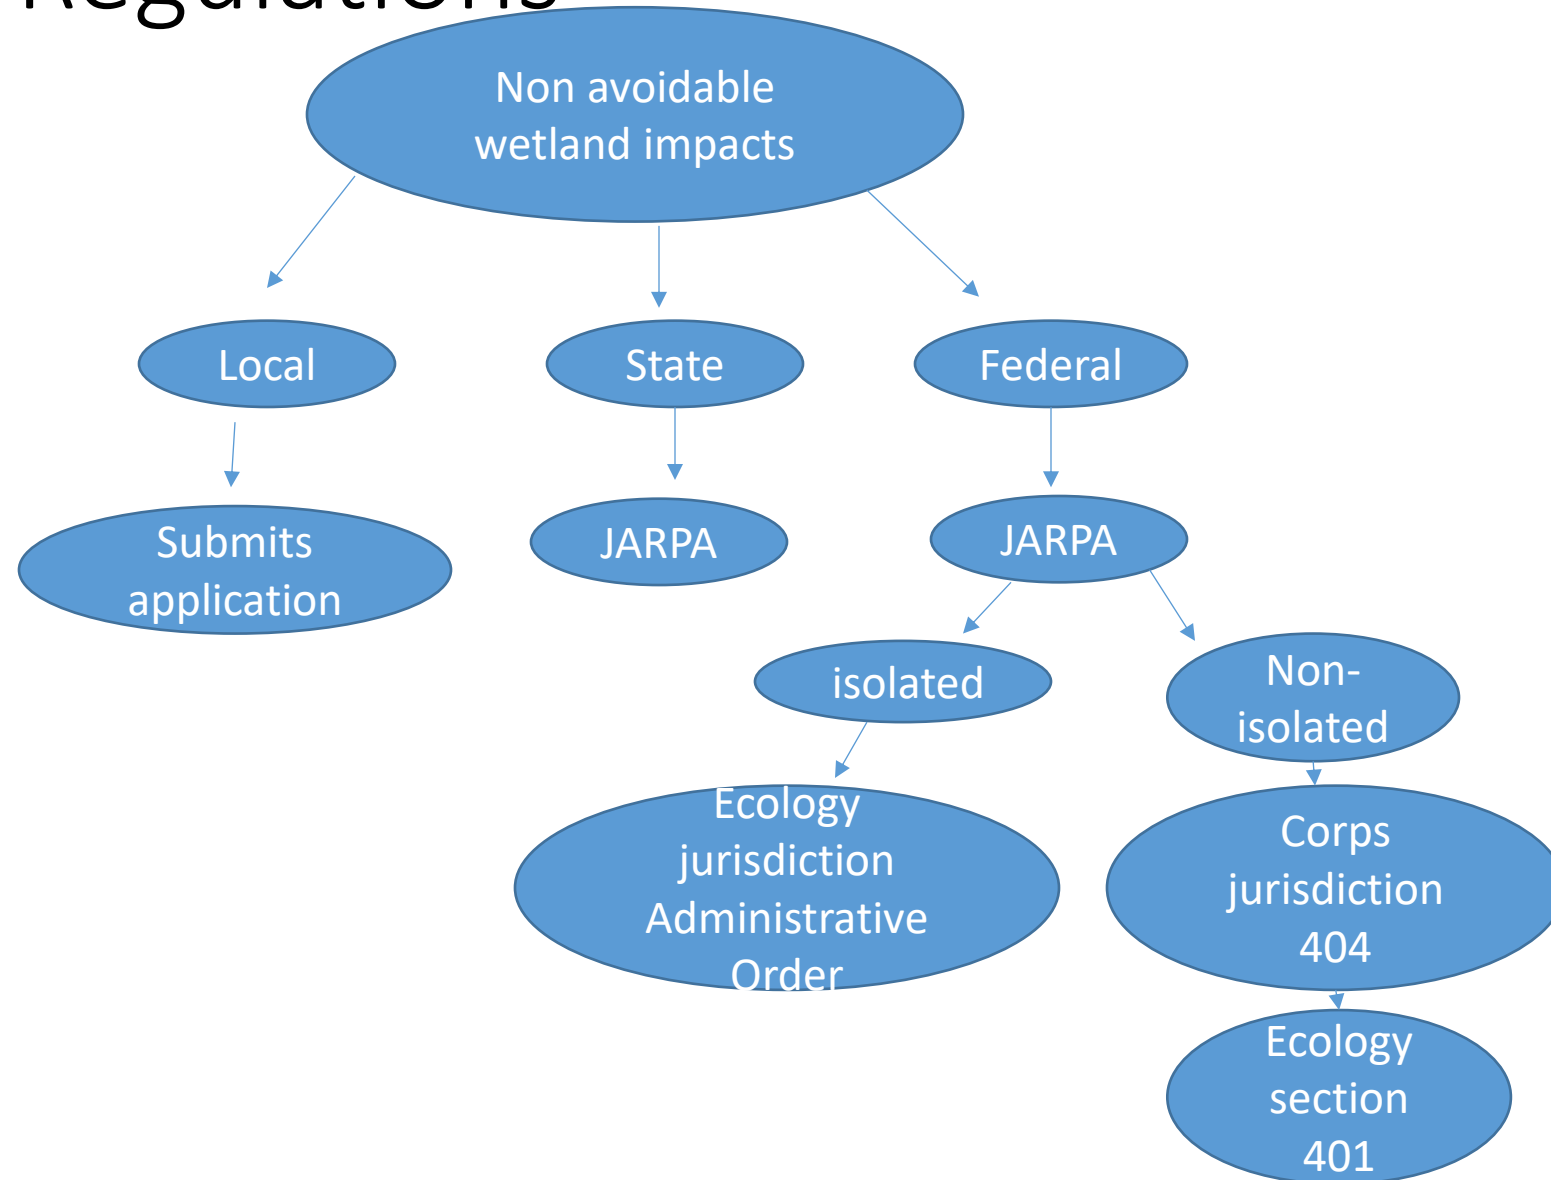 Regulations
Non avoidable
wetland impacts
Local
State
Federal
Submits
application
JARPA
JARPA
isolated
Non-
isolated
Ecology
jurisdiction
Administrative
Order
Corps
jurisdiction
404
Ecology
section
401